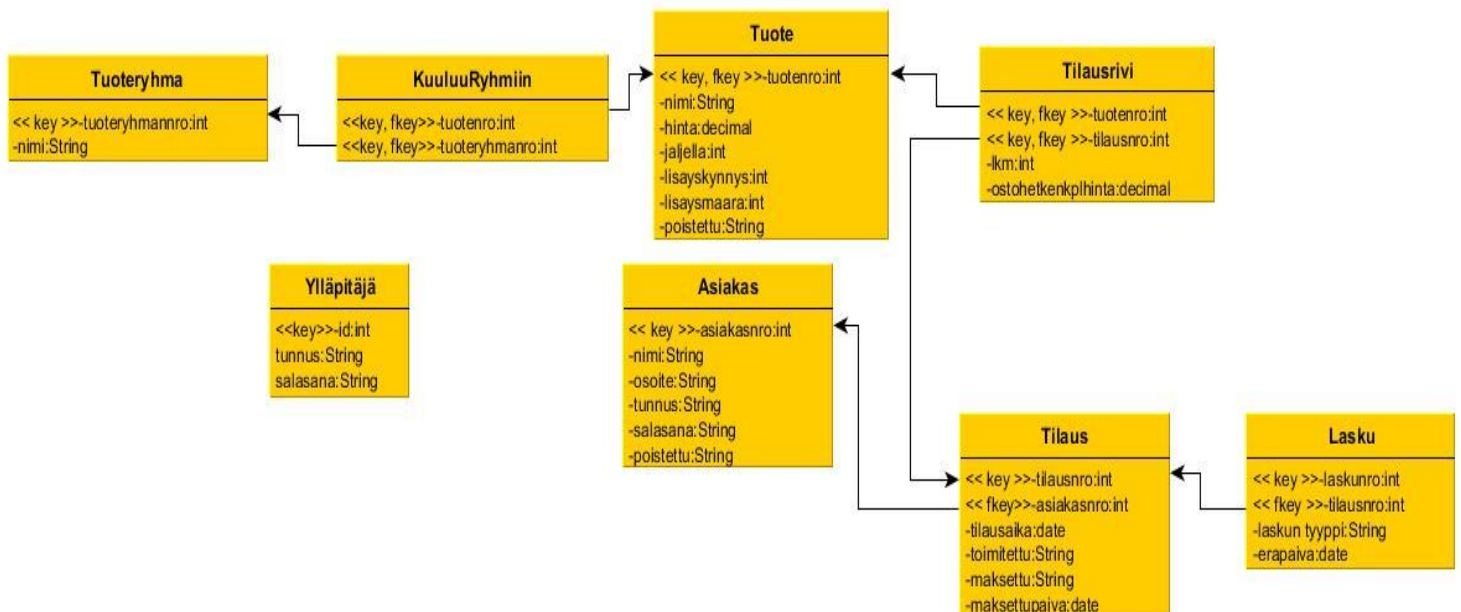 Tuoteryhma
<< key >>-tuoteryhmannro:int
-nimi:String
KuuluuRyhmiin
<<key, fkey>>-tuotenro:int
<<key, fkey>>-tuoteryhmanro:int
Tuote
<< key, fkey >>-tuotenro:int
-nimi:String
-hinta:decimal
-jaljella:int
-lisayskynnys:int
-lisaysmaara:int
-poistettu:String
Tilausrivi
<< key, fkey >>-tuotenro:int
<< key, fkey >>-tilausnro:int
-lkm:int
-ostohetkenkplhinta:decimal
Ylläpitäjä
<<key>>-id:int
tunnus:String
salasana:String
Asiakas
<< key >>-asiakasnro:int
-nimi:String
-osoite:String
-tunnus:String
-salasana:String
-poistettu:String
Tilaus
<< key >>-tilausnro:int
<< fkey>>-asiakasnro:int
-tilausaika:date
-toimitettu:String
-maksettu:String
-maksettupaiva:date
Lasku
<< key >>-laskunro:int
<< fkey >>-tilausnro:int
-laskun tyyppi:String
-erapaiva:date